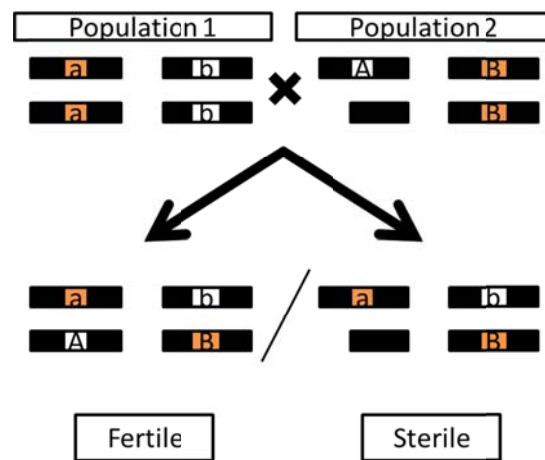 Population 1 Population 2
a b A B
a b B
a b a b
A B B
Fertile Sterile